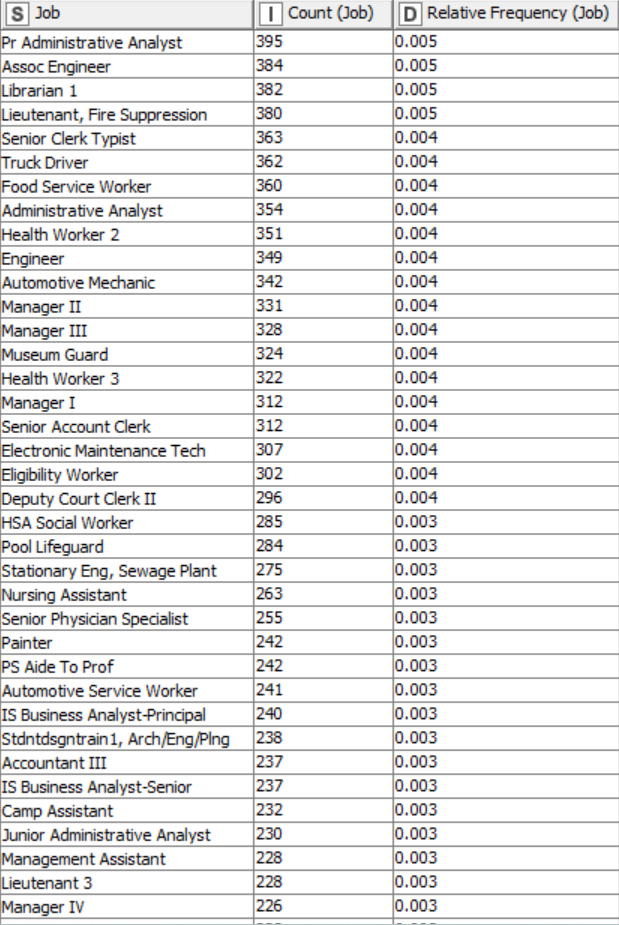 S Job I Count (Job) D Relative Frequency (Job)
Pr Administrative Analyst 395 0.005
Assoc Engineer 384 0.005
Librarian 1 382 0.005
Lieutenant, Fire Suppression 380 0.005
Senior Clerk Typist 363 0.004
Truck Driver 362 0.004
Food Service Worker 360 0.004
Administrative Analyst 354 0.004
Health Worker 2 351 0.004
Engineer 349 0.004
Automotive Mechanic 342 0.004
Manager II 331 0.004
Manager III 328 0.004
Museum Guard 324 0.004
Health Worker 3 322 0.004
Manager I 312 0.004
Senior Account Clerk 312 0.004
Electronic Maintenance Tech 307 0.004
Eligibility Worker 302 0.004
Deputy Court Clerk II 296 0.004
HSA Social Worker 285 0.003
Pool Lifeguard 284 0.003
Stationary Eng, Sewage Plant 275 0.003
Nursing Assistant 263 0.003
Senior Physician Specialist 255 0.003
Painter 242 0.003
PS Aide To Prof 242 0.003
Automotive Service Worker 241 0.003
IS Business Analyst-Principal 240 0.003
Stdntdsgntrain1, Arch/Eng/Plng 238 0.003
Accountant III 237 0.003
IS Business Analyst-Senior 237 0.003
Camp Assistant 232 0.003
Junior Administrative Analyst 230 0.003
Management Assistant 228 0.003
Lieutenant 3 228 0.003
Manager IV 226 0.003